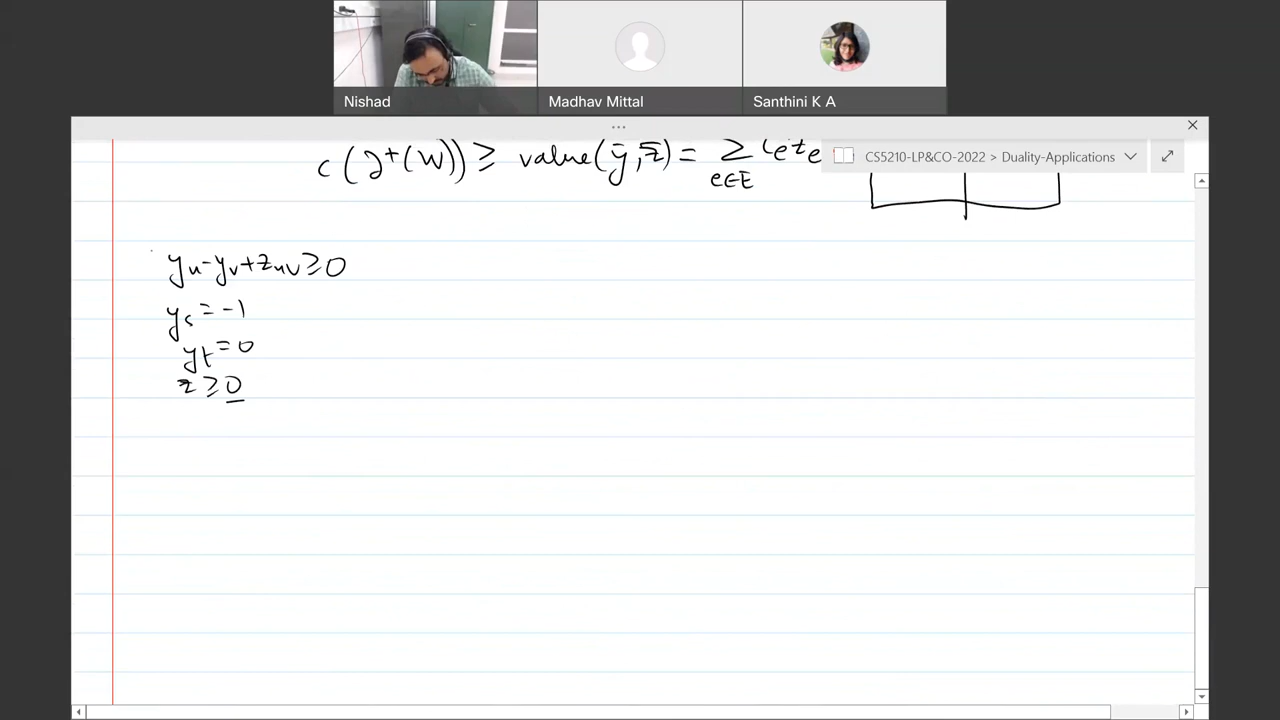 Nishad
Madhav Mittal
Santhini K A
CS5210-LP&CO-2022 > Duality-Applications
c(∂⁺(W)) ≥ value(ȳ, z̄) = ∑ c_e z_e
e∈E
y_u - y_v + z_uv ≥ 0
y_s = -1
y_t = 0
z ≥ 0